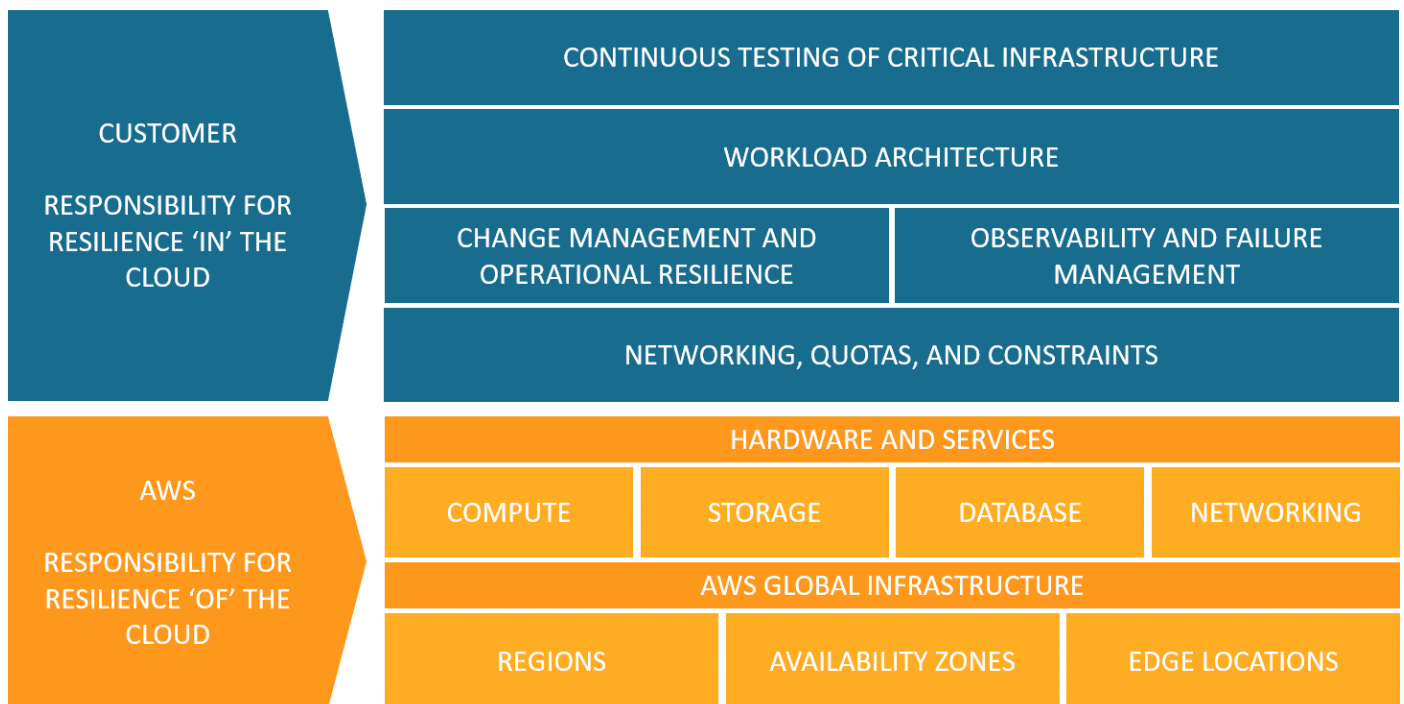 CUSTOMER
RESPONSIBILITY FOR
RESILIENCE ‘IN’ THE
CLOUD
CONTINUOUS TESTING OF CRITICAL INFRASTRUCTURE
WORKLOAD ARCHITECTURE
CHANGE MANAGEMENT AND
OPERATIONAL RESILIENCE
OBSERVABILITY AND FAILURE
MANAGEMENT
NETWORKING, QUOTAS, AND CONSTRAINTS
AWS
RESPONSIBILITY FOR
RESILIENCE ‘OF’ THE
CLOUD
HARDWARE AND SERVICES
COMPUTE
STORAGE
DATABASE
NETWORKING
AWS GLOBAL INFRASTRUCTURE
REGIONS
AVAILABILITY ZONES
EDGE LOCATIONS